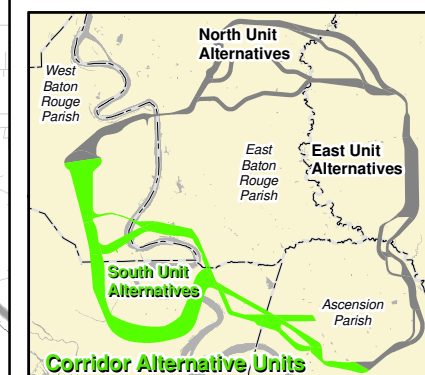 North Unit
Alternatives
West
Baton
Rouge
Parish
East
Baton
Rouge
Parish
East Unit
Alternatives
South Unit
Alternatives
Ascension
Parish
Corridor Alternative Units